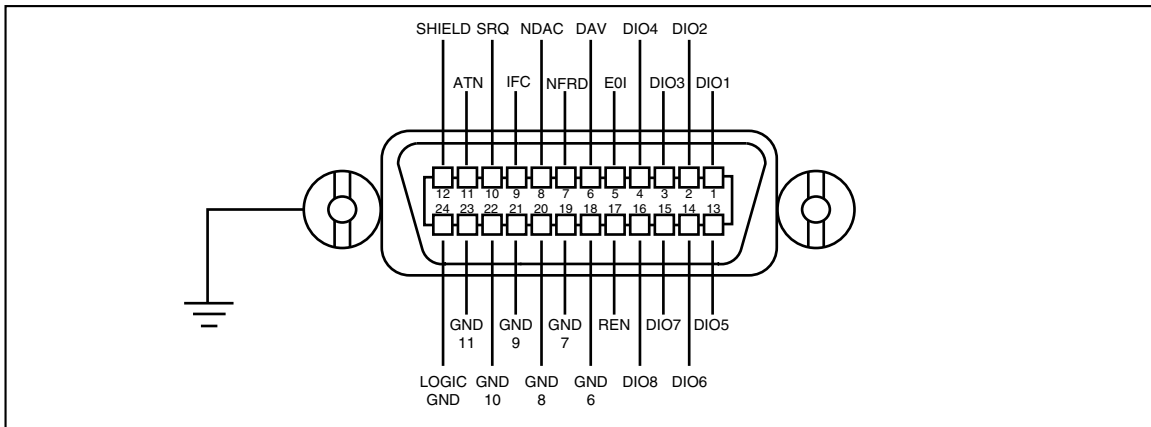 SHIELD SRQ NDAC DAV DIO4 DIO2
ATN IFC NFRD E0I DIO3 DIO1
12 11 10 9 8 7 6 5 4 3 2 1
24 23 22 21 20 19 18 17 16 15 14 13
GND 11 GND 9 GND 7 REN DIO7 DIO5
LOGIC GND GND 10 GND 8 GND 6 DIO8 DIO6